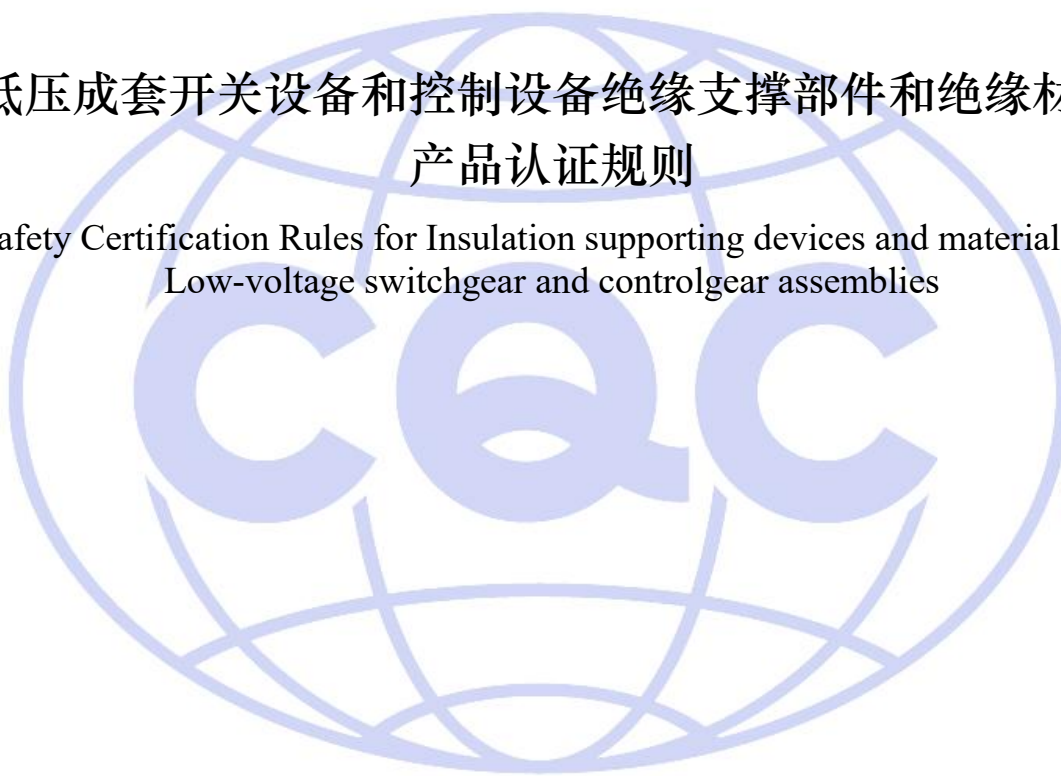 低压成套开关设备和控制设备绝缘支撑部件和绝缘材
产品认证规则
afety Certification Rules for Insulation supporting devices and material
Low-voltage switchgear and controlgear assemblies
CQC